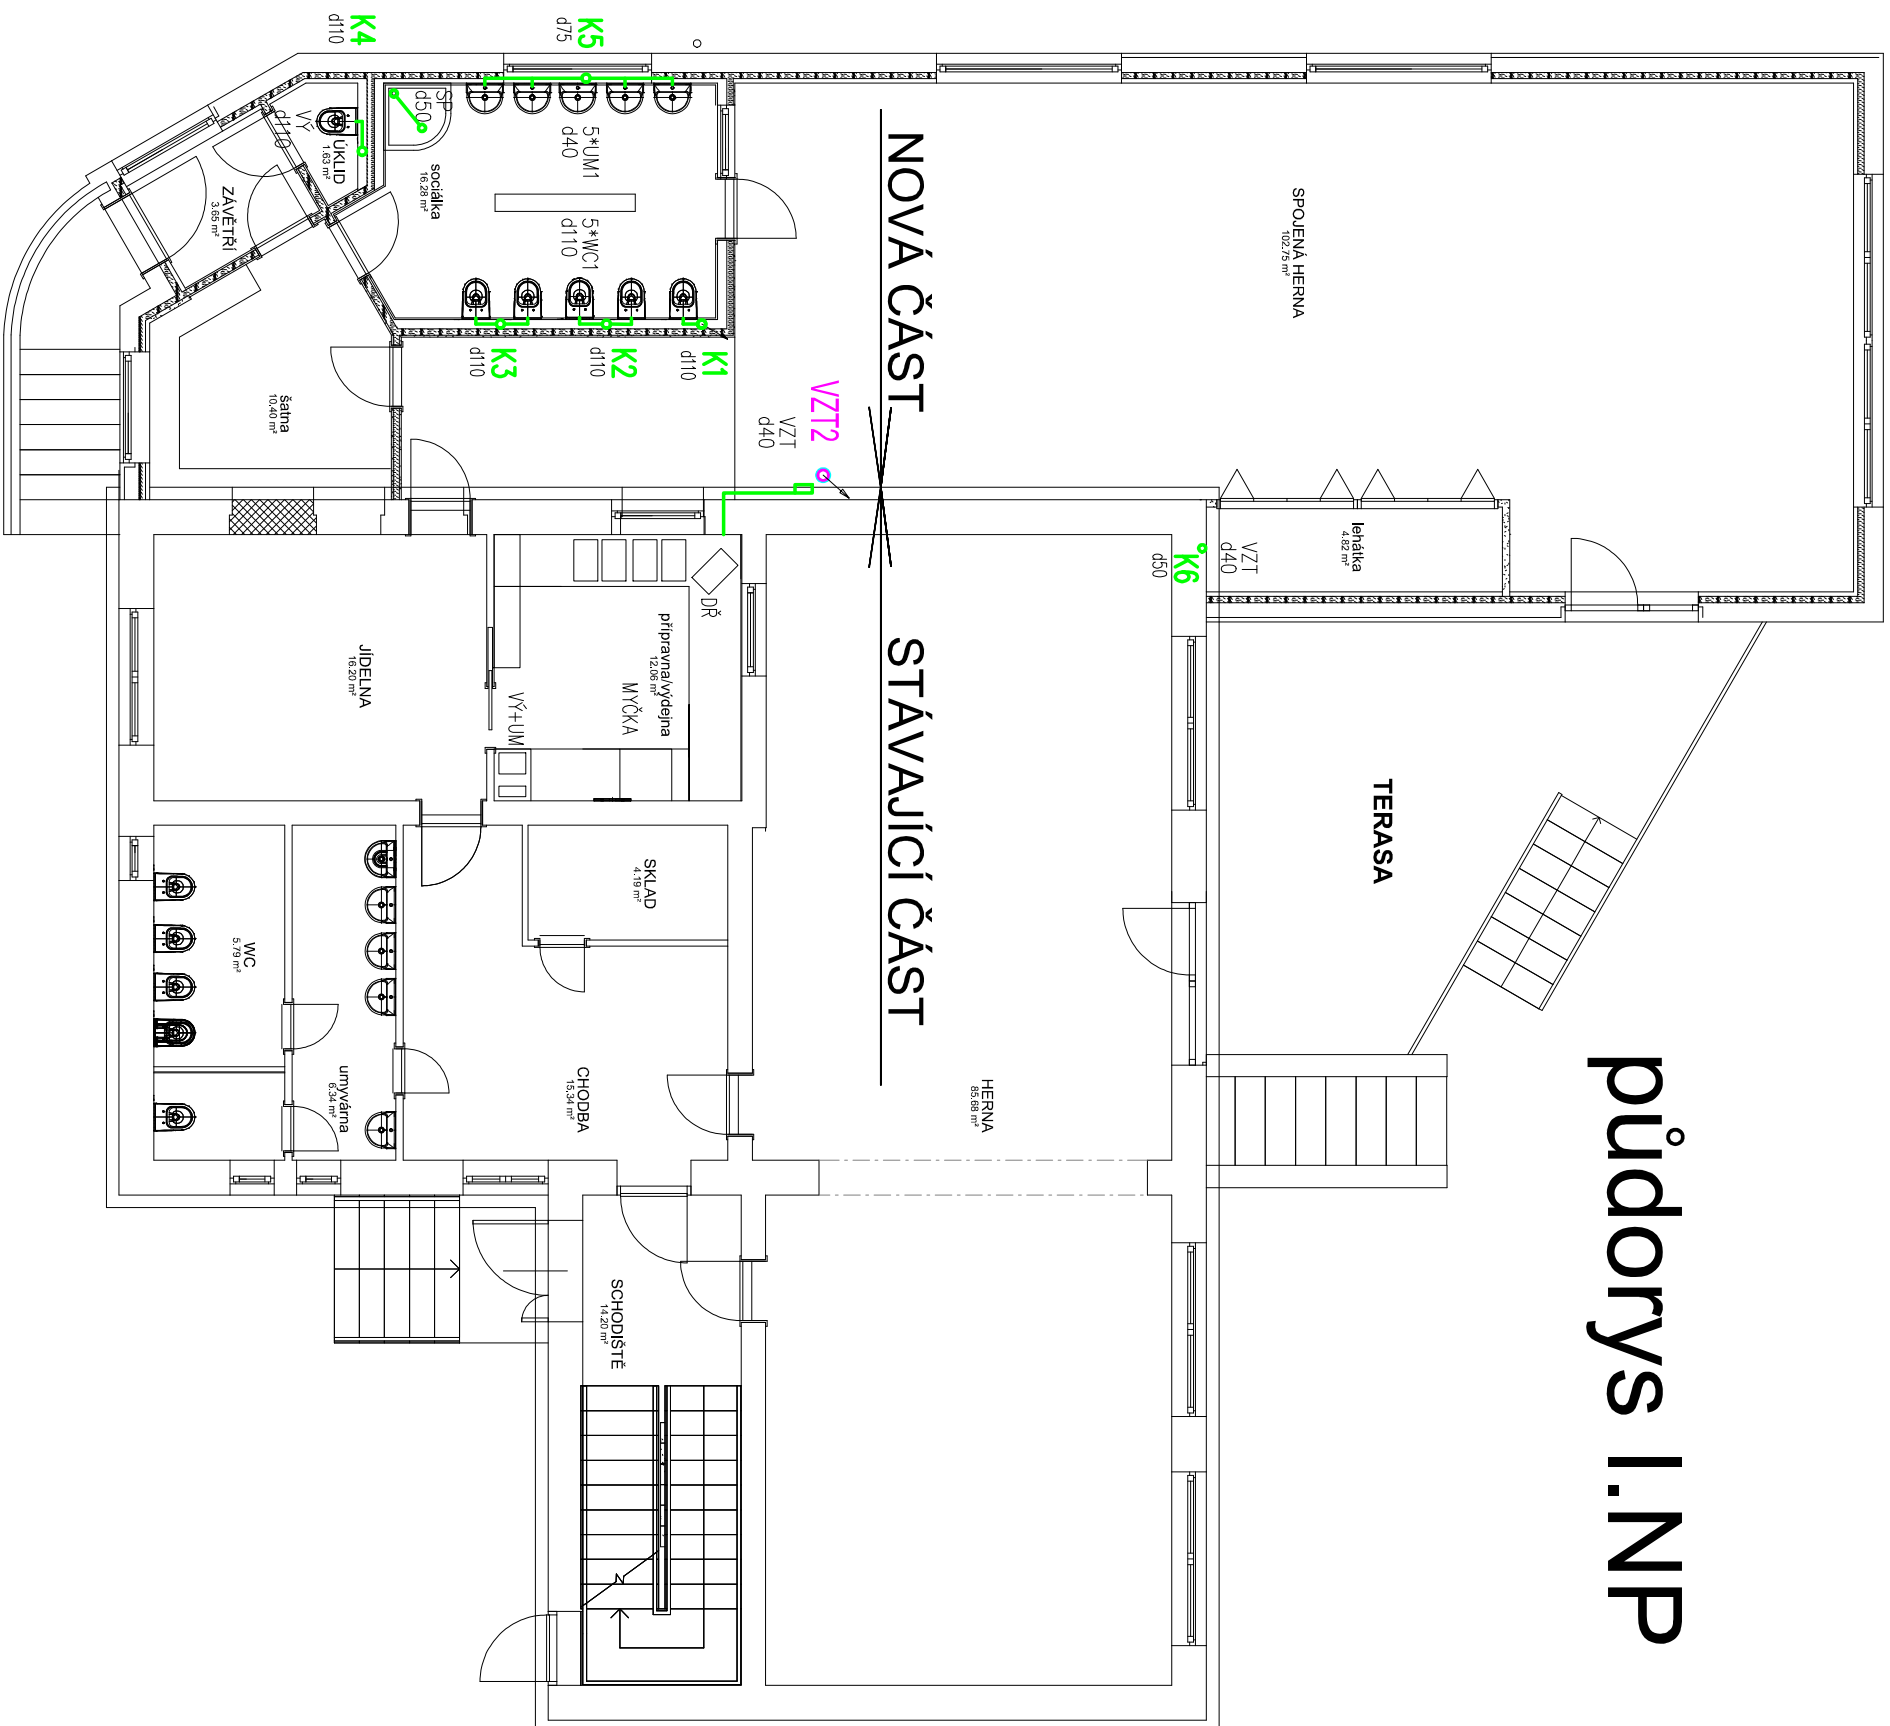 půdorys I.NP
NOVÁ ČÁST
STÁVAJÍCÍ ČÁST
SPOJENÁ HERNA
102.75 m²
lehátka
4.82 m²
TERASA
VZT
d40
K6
d50
HERNA
85.68 m²
VZT2
VZT
d40
K1
d110
K2
d110
K3
d110
K5
d75
K4
d110
5*UM1
d40
5*WC1
d110
SP
d50
sociálka
16.28 m²
ÚKLID
1.63 m²
VÝ
d110
ZÁVĚTŘÍ
3.65 m²
šatna
10.40 m²
DŘ
přípravna/výdejna
12.06 m²
MYČKA
VÝ+UM
JÍDELNA
16.20 m²
SKLAD
4.19 m²
CHODBA
15.34 m²
umyvárna
6.34 m²
WC
5.79 m²
SCHODIŠTĚ
14.20 m²